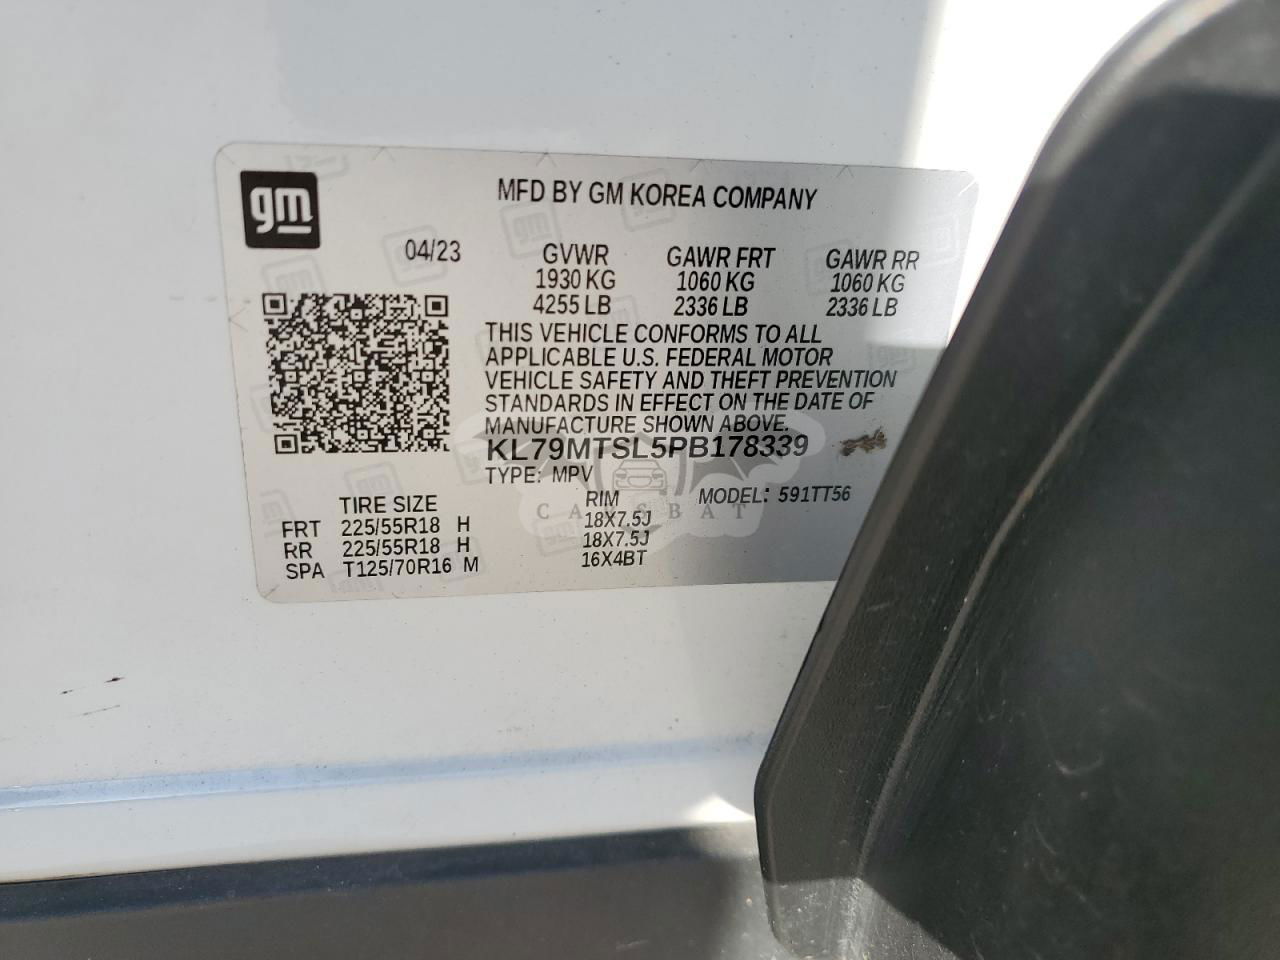 gm
MFD BY GM KOREA COMPANY
04/23
GVWR GAWR FRT GAWR RR
1930 KG 1060 KG 1060 KG
4255 LB 2336 LB 2336 LB
THIS VEHICLE CONFORMS TO ALL
APPLICABLE U.S. FEDERAL MOTOR
VEHICLE SAFETY AND THEFT PREVENTION
STANDARDS IN EFFECT ON THE DATE OF
MANUFACTURE SHOWN ABOVE.
KL79MTSL5PB178339
TYPE: MPV
TIRE SIZE RIM MODEL: 591TT56
FRT 225/55R18 H 18X7.5J
RR 225/55R18 H 18X7.5J
SPA T125/70R16 M 16X4BT